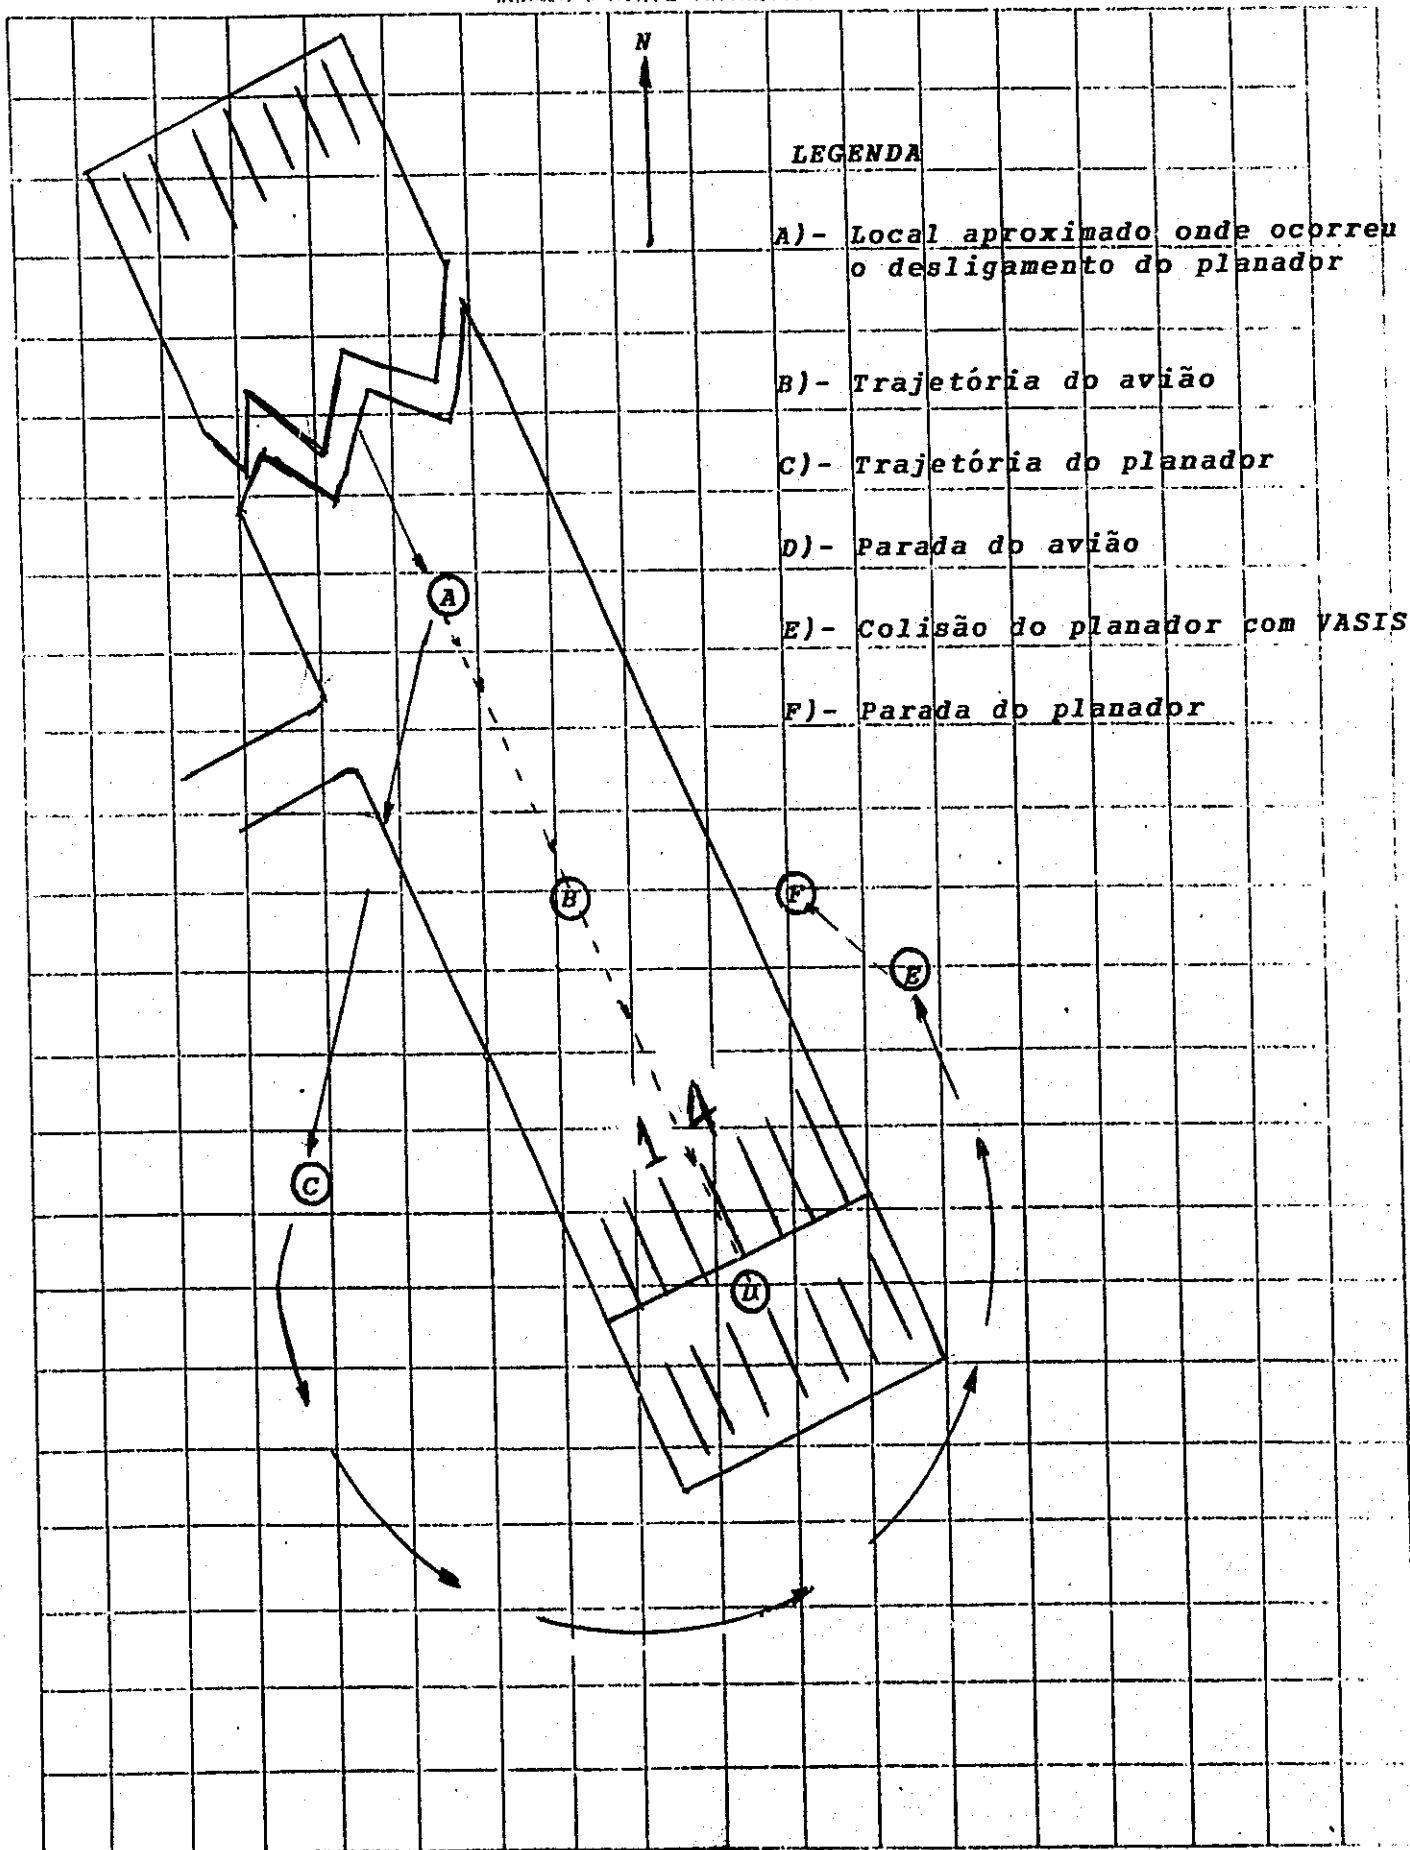 N
LEGENDA
A)- Local aproximado onde ocorreu
o desligamento do planador
B)- Trajetória do avião
C)- Trajetória do planador
D)- Parada do avião
E)- Colisão do planador com VASIS
F)- Parada do planador
A
B
F
E
14
C
D